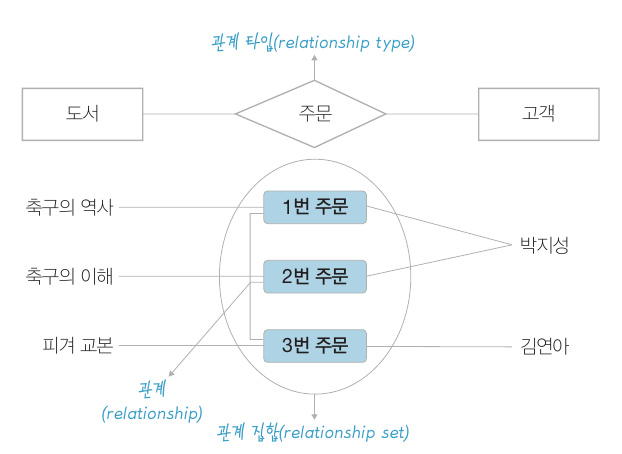 관계 타입(relationship type)
도서
주문
고객
축구의 역사
1번 주문
박지성
축구의 이해
2번 주문
피겨 교본
3번 주문
김연아
관계
(relationship)
관계 집합(relationship set)